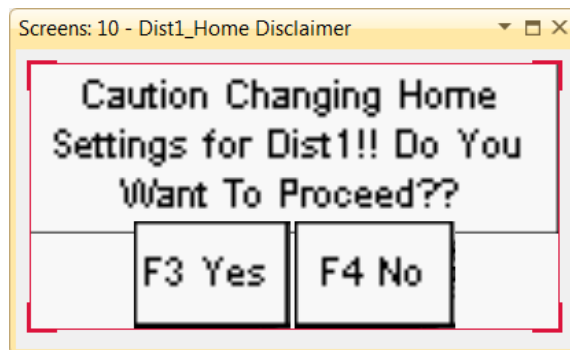 Screens: 10 - Dist1_Home Disclaimer
Caution Changing Home
Settings for Dist1!! Do You
Want To Proceed??
F3 Yes F4 No